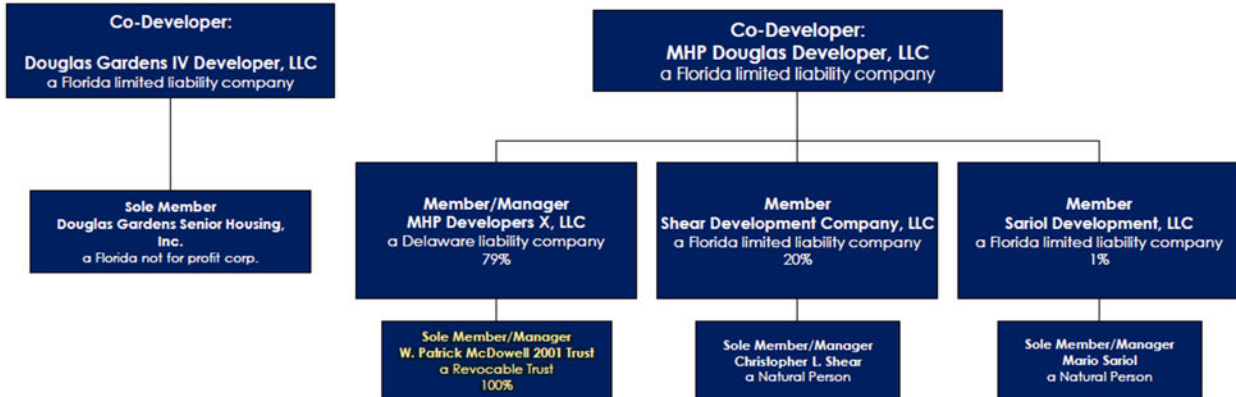 Co-Developer:
Douglas Gardens IV Developer, LLC
a Florida limited liability company
Sole Member
Douglas Gardens Senior Housing,
Inc.
a Florida not for profit corp.
Co-Developer:
MHP Douglas Developer, LLC
a Florida limited liability company
Member/Manager
MHP Developers X, LLC
a Delaware liability company
79%
Sole Member/Manager
W. Patrick McDowell 2001 Trust
a Revocable Trust
100%
Member
Shear Development Company, LLC
a Florida limited liability company
20%
Sole Member/Manager
Christopher L. Shear
a Natural Person
Member
Sariol Development, LLC
a Florida limited liability company
1%
Sole Member/Manager
Mario Sariol
a Natural Person